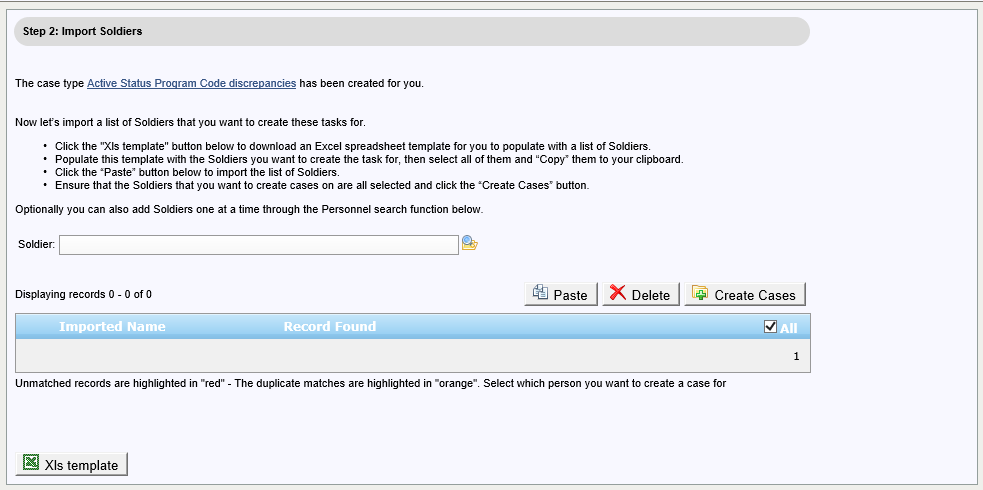 Step 2: Import Soldiers
The case type Active Status Program Code discrepancies has been created for you.
Now let's import a list of Soldiers that you want to create these tasks for.
• Click the "Xls template" button below to download an Excel spreadsheet template for you to populate with a list of Soldiers.
• Populate this template with the Soldiers you want to create the task for, then select all of them and “Copy” them to your clipboard.
• Click the “Paste” button below to import the list of Soldiers.
• Ensure that the Soldiers that you want to create cases on are all selected and click the “Create Cases” button.
Optionally you can also add Soldiers one at a time through the Personnel search function below.
Soldier:
Displaying records 0 - 0 of 0 Paste Delete Create Cases
Imported Name Record Found All
1
Unmatched records are highlighted in "red" - The duplicate matches are highlighted in "orange". Select which person you want to create a case for
Xls template